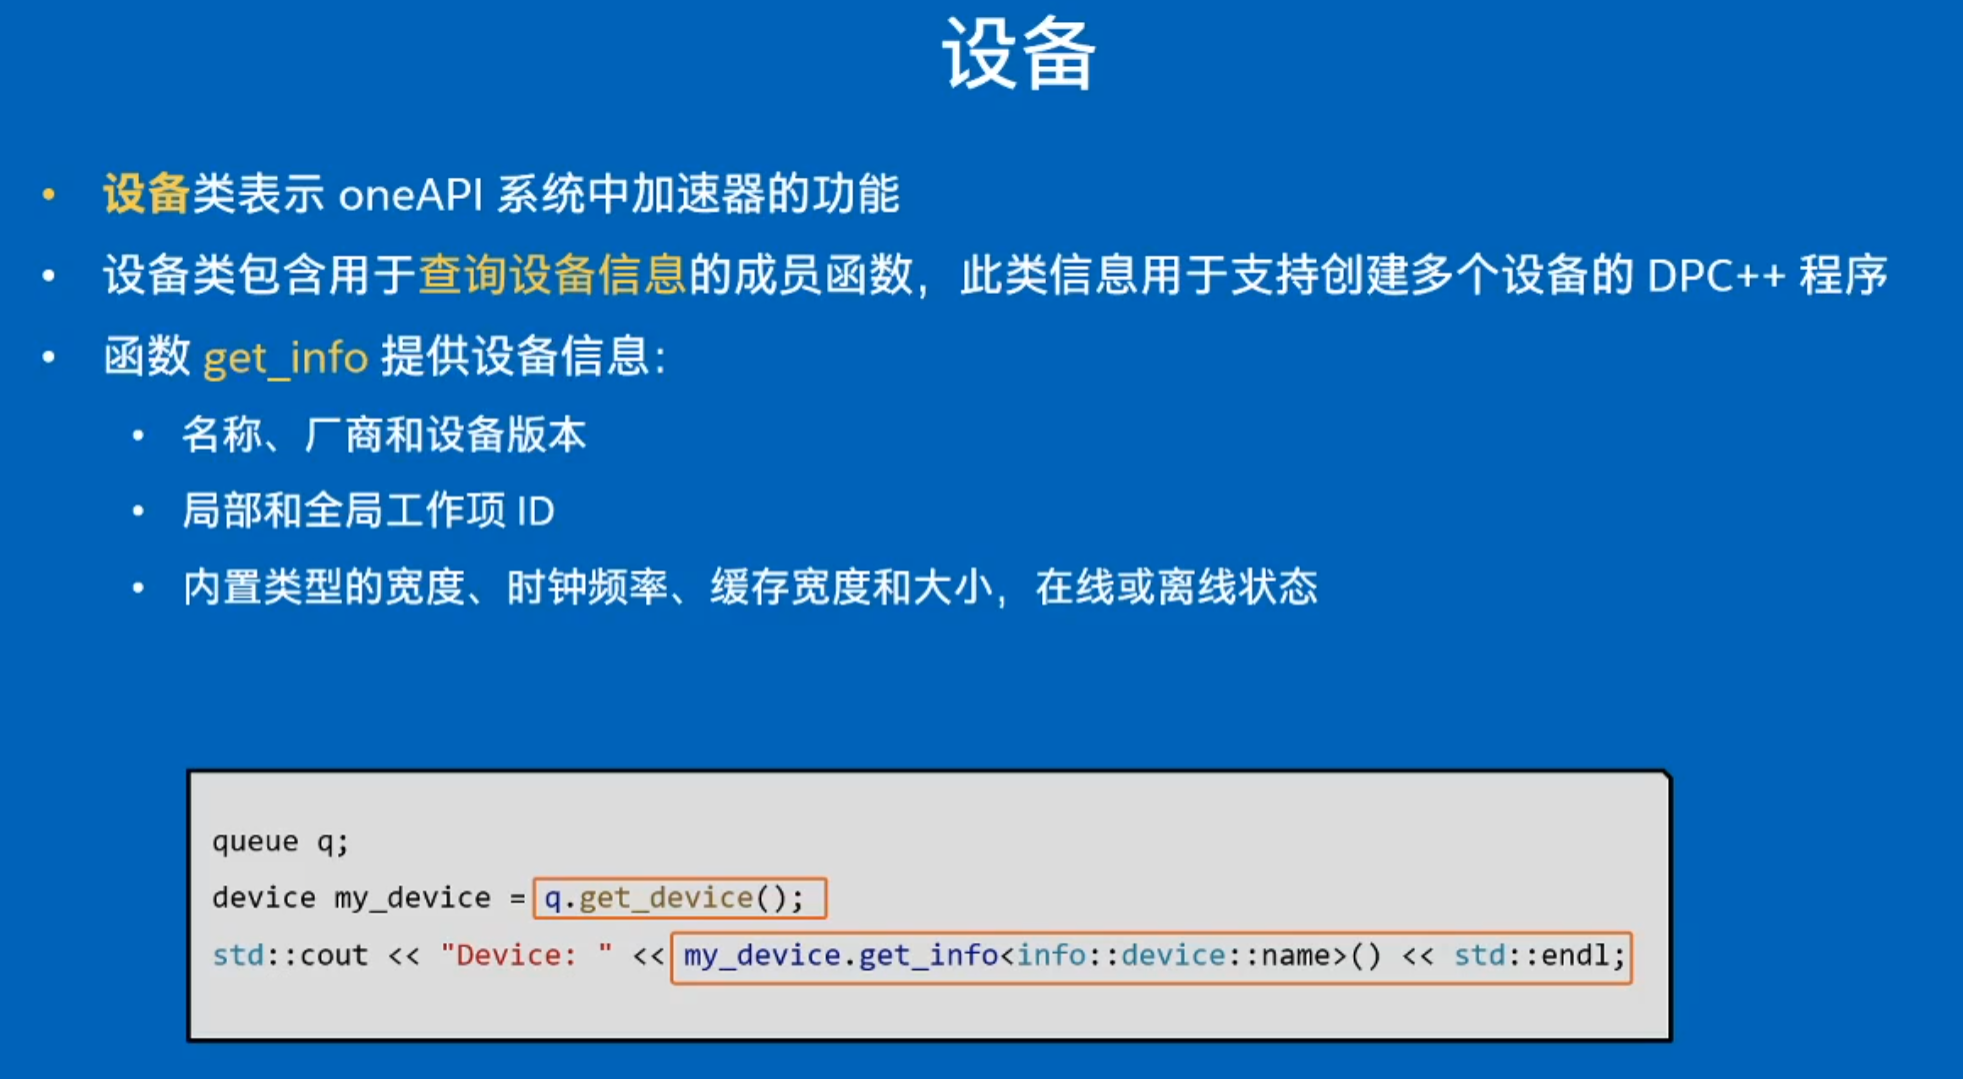 设备
• 设备类表示 oneAPI 系统中加速器的功能
• 设备类包含用于查询设备信息的成员函数，此类信息用于支持创建多个设备的 DPC++ 程序
• 函数 get_info 提供设备信息：
• 名称、厂商和设备版本
• 局部和全局工作项 ID
• 内置类型的宽度、时钟频率、缓存宽度和大小，在线或离线状态
queue q;
device my_device = q.get_device();
std::cout << "Device: " << my_device.get_info<info::device::name>() << std::endl;